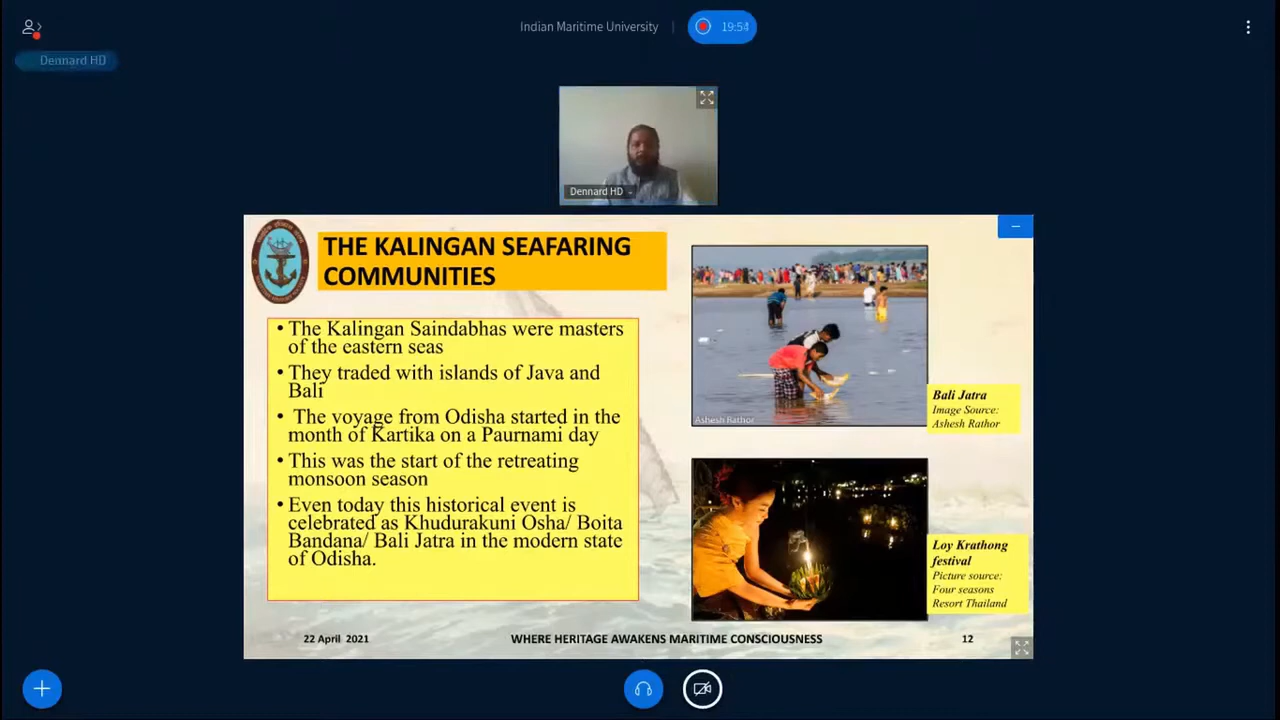 Indian Maritime University
19:54
Dennard HD
Dennard HD
THE KALINGAN SEAFARING
COMMUNITIES
• The Kalingan Saindabhas were masters
of the eastern seas
• They traded with islands of Java and
Bali
• The voyage from Odisha started in the
month of Kartika on a Paurnami day
• This was the start of the retreating
monsoon season
• Even today this historical event is
celebrated as Khudurakuni Osha/ Boita
Bandana/ Bali Jatra in the modern state
of Odisha.
Ashesh Rathor
Bali Jatra
Image Source:
Ashesh Rathor
Loy Krathong
festival
Picture source:
Four seasons
Resort Thailand
22 April 2021
WHERE HERITAGE AWAKENS MARITIME CONSCIOUSNESS
12